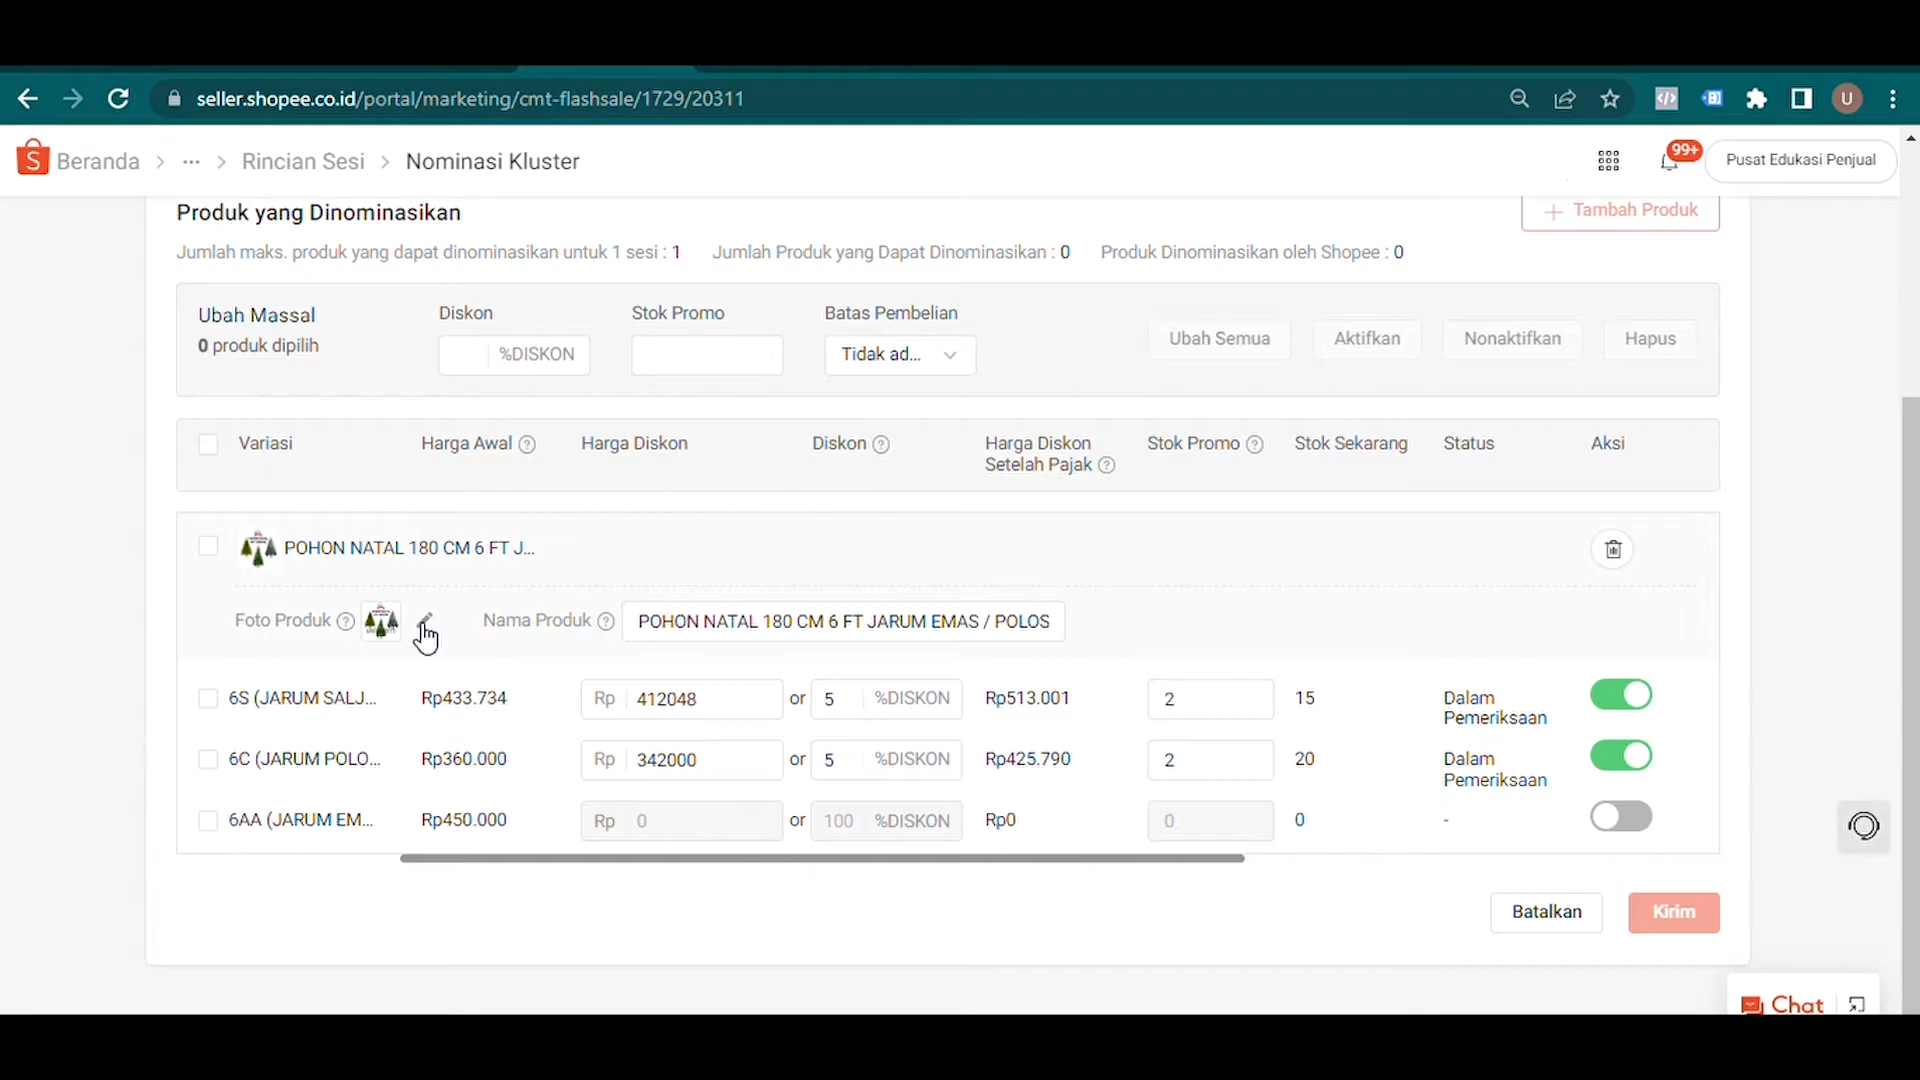 seller.shopee.co.id/portal/marketing/cmt-flashsale/1729/20311
U
Beranda > ... > Rincian Sesi > Nominasi Kluster
99+
Pusat Edukasi Penjual
Produk yang Dinominasikan
+ Tambah Produk
Jumlah maks. produk yang dapat dinominasikan untuk 1 sesi : 1 Jumlah Produk yang Dapat Dinominasikan : 0 Produk Dinominasikan oleh Shopee : 0
Ubah Massal Diskon Stok Promo Batas Pembelian
0 produk dipilih %DISKON Tidak ad... Ubah Semua Aktifkan Nonaktifkan Hapus
Variasi Harga Awal ? Harga Diskon Diskon ? Harga Diskon Stok Promo ? Stok Sekarang Status Aksi
Setelah Pajak ?
POHON NATAL 180 CM 6 FT J...
Foto Produk ? Nama Produk ? POHON NATAL 180 CM 6 FT JARUM EMAS / POLOS
6S (JARUM SALJ... Rp433.734 Rp 412048 or 5 %DISKON Rp513.001 2 15 Dalam
Pemeriksaan
6C (JARUM POLO... Rp360.000 Rp 342000 or 5 %DISKON Rp425.790 2 20 Dalam
Pemeriksaan
6AA (JARUM EM... Rp450.000 Rp 0 or 100 %DISKON Rp0 0 0 -
Batalkan Kirim
Chat